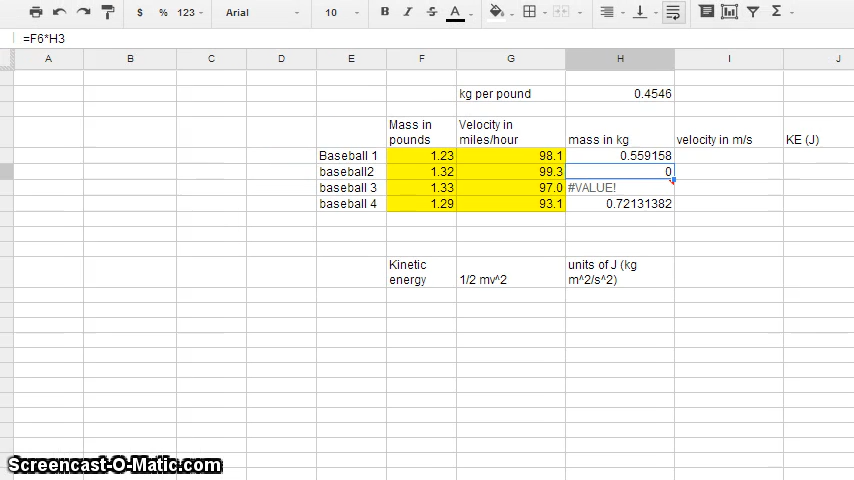 $ % 123 Arial 10 B I S A Σ
=F6*H3
A B C D E F G H I J
kg per pound 0.4546
Mass in Velocity in
pounds miles/hour mass in kg velocity in m/s KE (J)
Baseball 1 1.23 98.1 0.559158
baseball2 1.32 99.3 0
baseball 3 1.33 97.0 #VALUE!
baseball 4 1.29 93.1 0.72131382
Kinetic units of J (kg
energy 1/2 mv^2 m^2/s^2)
Screencast-O-Matic.com